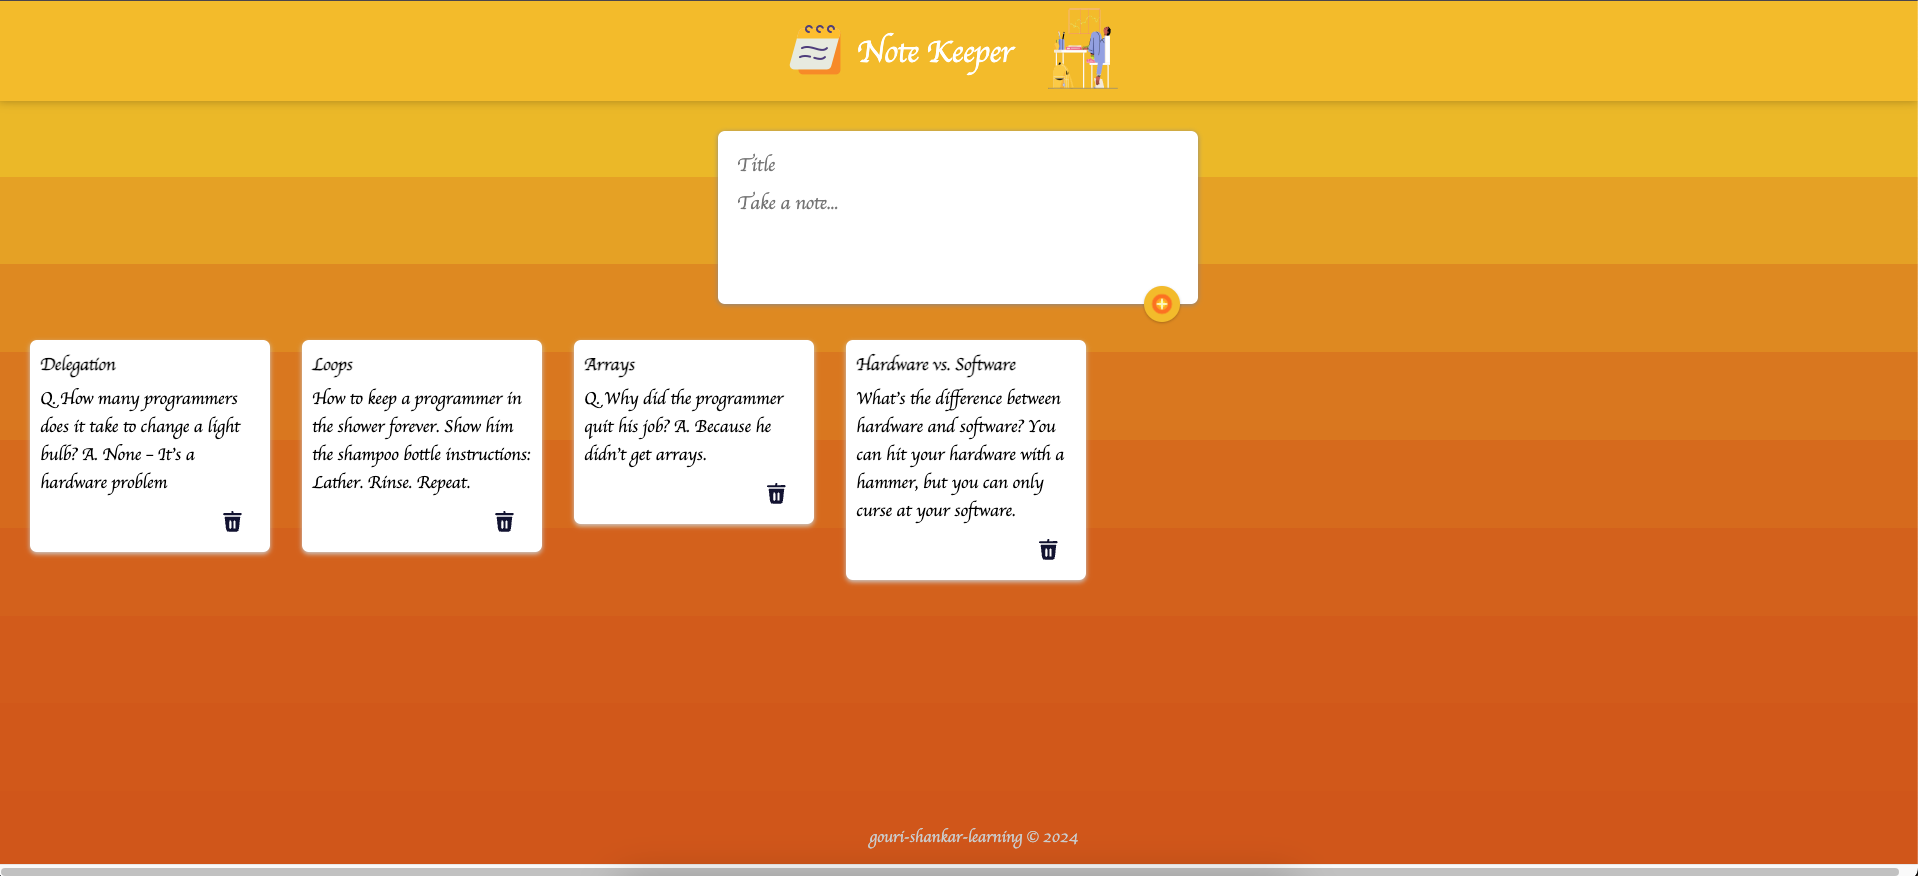 Note Keeper
Title
Take a note...
Delegation
Q. How many programmers
does it take to change a light
bulb? A. None – It's a
hardware problem
Loops
How to keep a programmer in
the shower forever. Show him
the shampoo bottle instructions:
Lather. Rinse. Repeat.
Arrays
Q. Why did the programmer
quit his job? A. Because he
didn't get arrays.
Hardware vs. Software
What's the difference between
hardware and software? You
can hit your hardware with a
hammer, but you can only
curse at your software.
gouri-shankar-learning © 2024